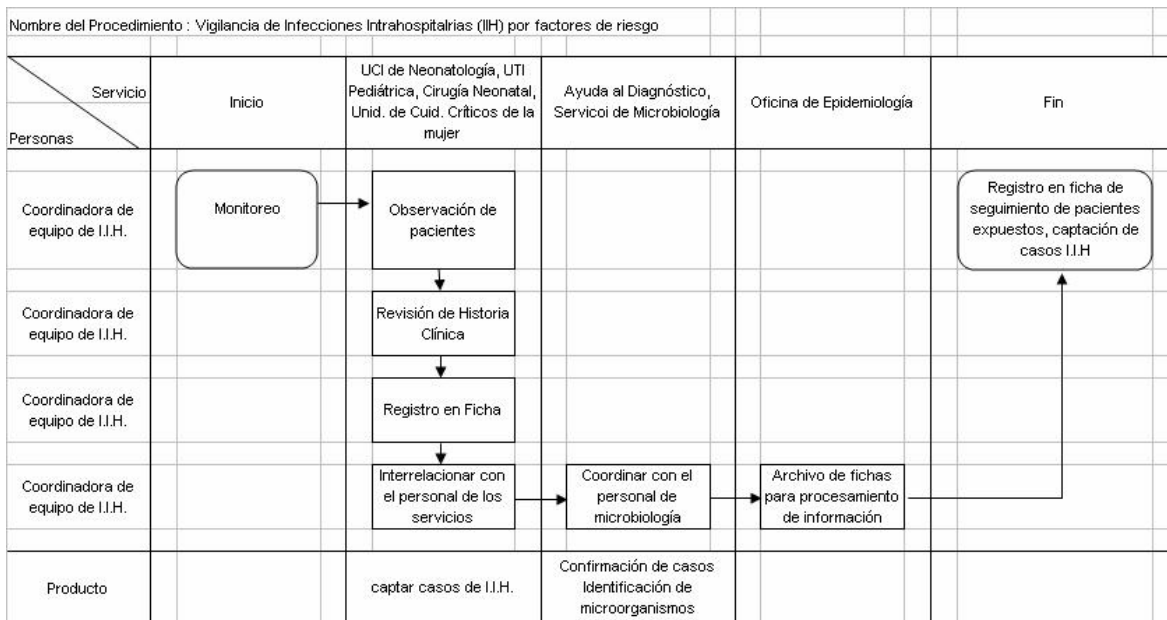 Nombre del Procedimiento : Vigilancia de Infecciones Intrahospitalrias (IIH) por factores de riesgo
Servicio
Personas
Inicio
UCI de Neonatología, UTI
Pediátrica, Cirugía Neonatal,
Unid. de Cuid. Críticos de la
mujer
Ayuda al Diagnóstico,
Servicoi de Microbiología
Oficina de Epidemiología
Fin
Coordinadora de
equipo de I.I.H.
Monitoreo
Observación de
pacientes
Registro en ficha de
seguimiento de pacientes
expuestos, captación de
casos I.I.H
Coordinadora de
equipo de I.I.H.
Revisión de Historia
Clínica
Coordinadora de
equipo de I.I.H.
Registro en Ficha
Coordinadora de
equipo de I.I.H.
Interrelacionar con
el personal de los
servicios
Coordinar con el
personal de
microbiología
Archivo de fichas
para procesamiento
de información
Producto
captar casos de I.I.H.
Confirmación de casos
Identificación de
microorganismos